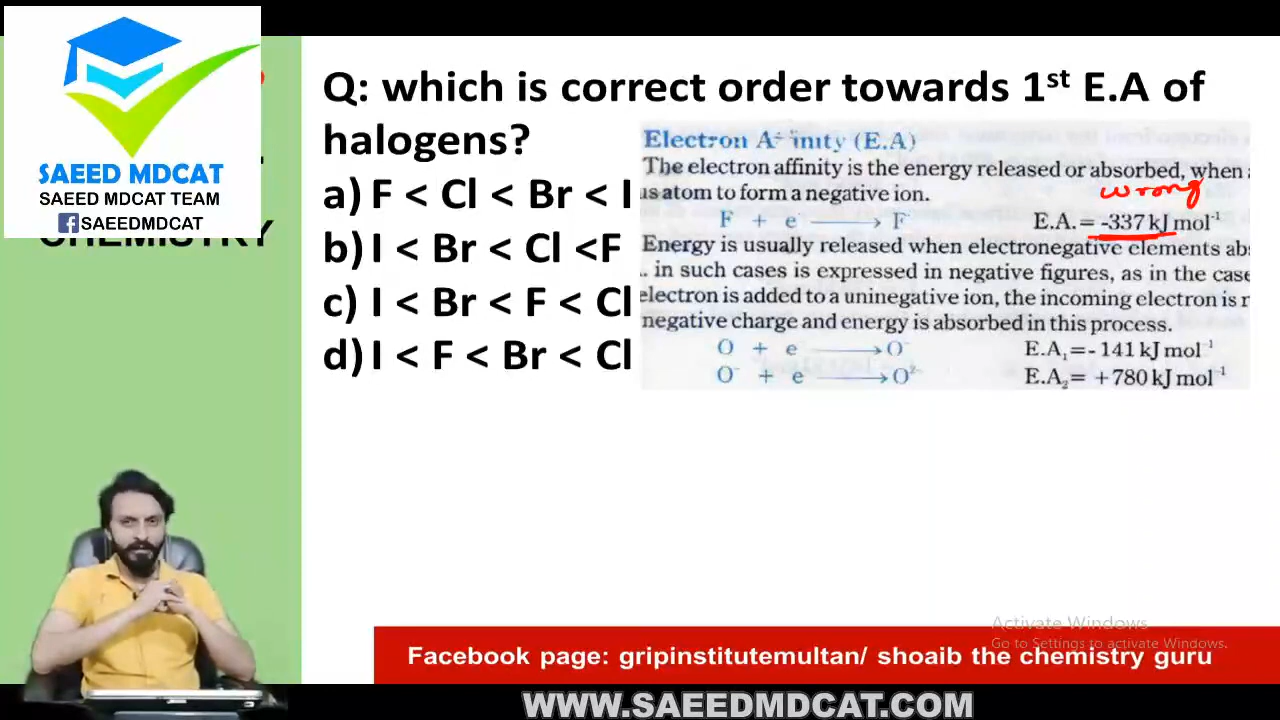 SAEED MDCAT
SAEED MDCAT TEAM
SAEEDMDCAT
CHEMISTRY
Q: which is correct order towards 1st E.A of
halogens?
a) F < Cl < Br < I
b) I < Br < Cl <F
c) I < Br < F < Cl
d) I < F < Br < Cl
Electron Affinity (E.A)
The electron affinity is the energy released or absorbed, when
us atom to form a negative ion.
wrong
F + e ⟶ F⁻ E.A. = -337 kJ mol⁻¹
Energy is usually released when electronegative elements abs
. in such cases is expressed in negative figures, as in the case
electron is added to a uninegative ion, the incoming electron is r
negative charge and energy is absorbed in this process.
O + e ⟶ O⁻ E.A₁= - 141 kJ mol⁻¹
O⁻ + e ⟶ O²⁻ E.A₂= +780 kJ mol⁻¹
Activate Windows
Go to Settings to activate Windows.
Facebook page: gripinstitutemultan/ shoaib the chemistry guru
WWW.SAEEDMDCAT.COM